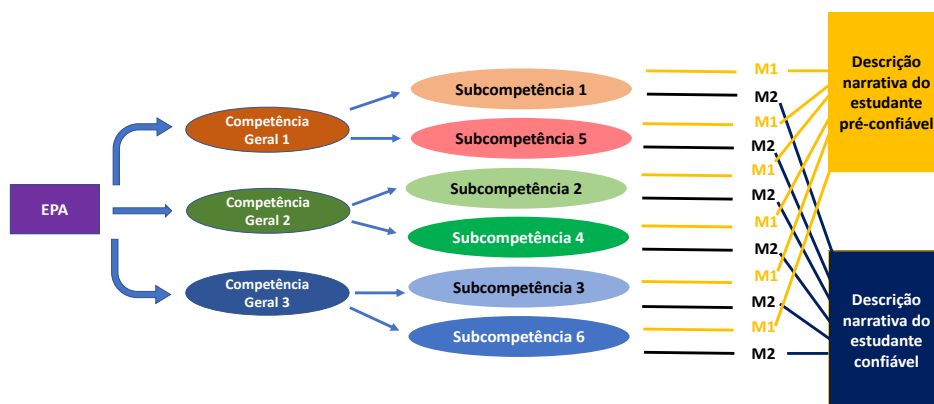 EPA
Competência
Geral 1
Competência
Geral 2
Competência
Geral 3
Subcompetência 1
Subcompetência 5
Subcompetência 2
Subcompetência 4
Subcompetência 3
Subcompetência 6
M1
M2
M1
M2
M1
M2
M1
M2
M1
M2
M1
M2
Descrição
narrativa do
estudante
pré-confiável
Descrição
narrativa do
estudante
confiável